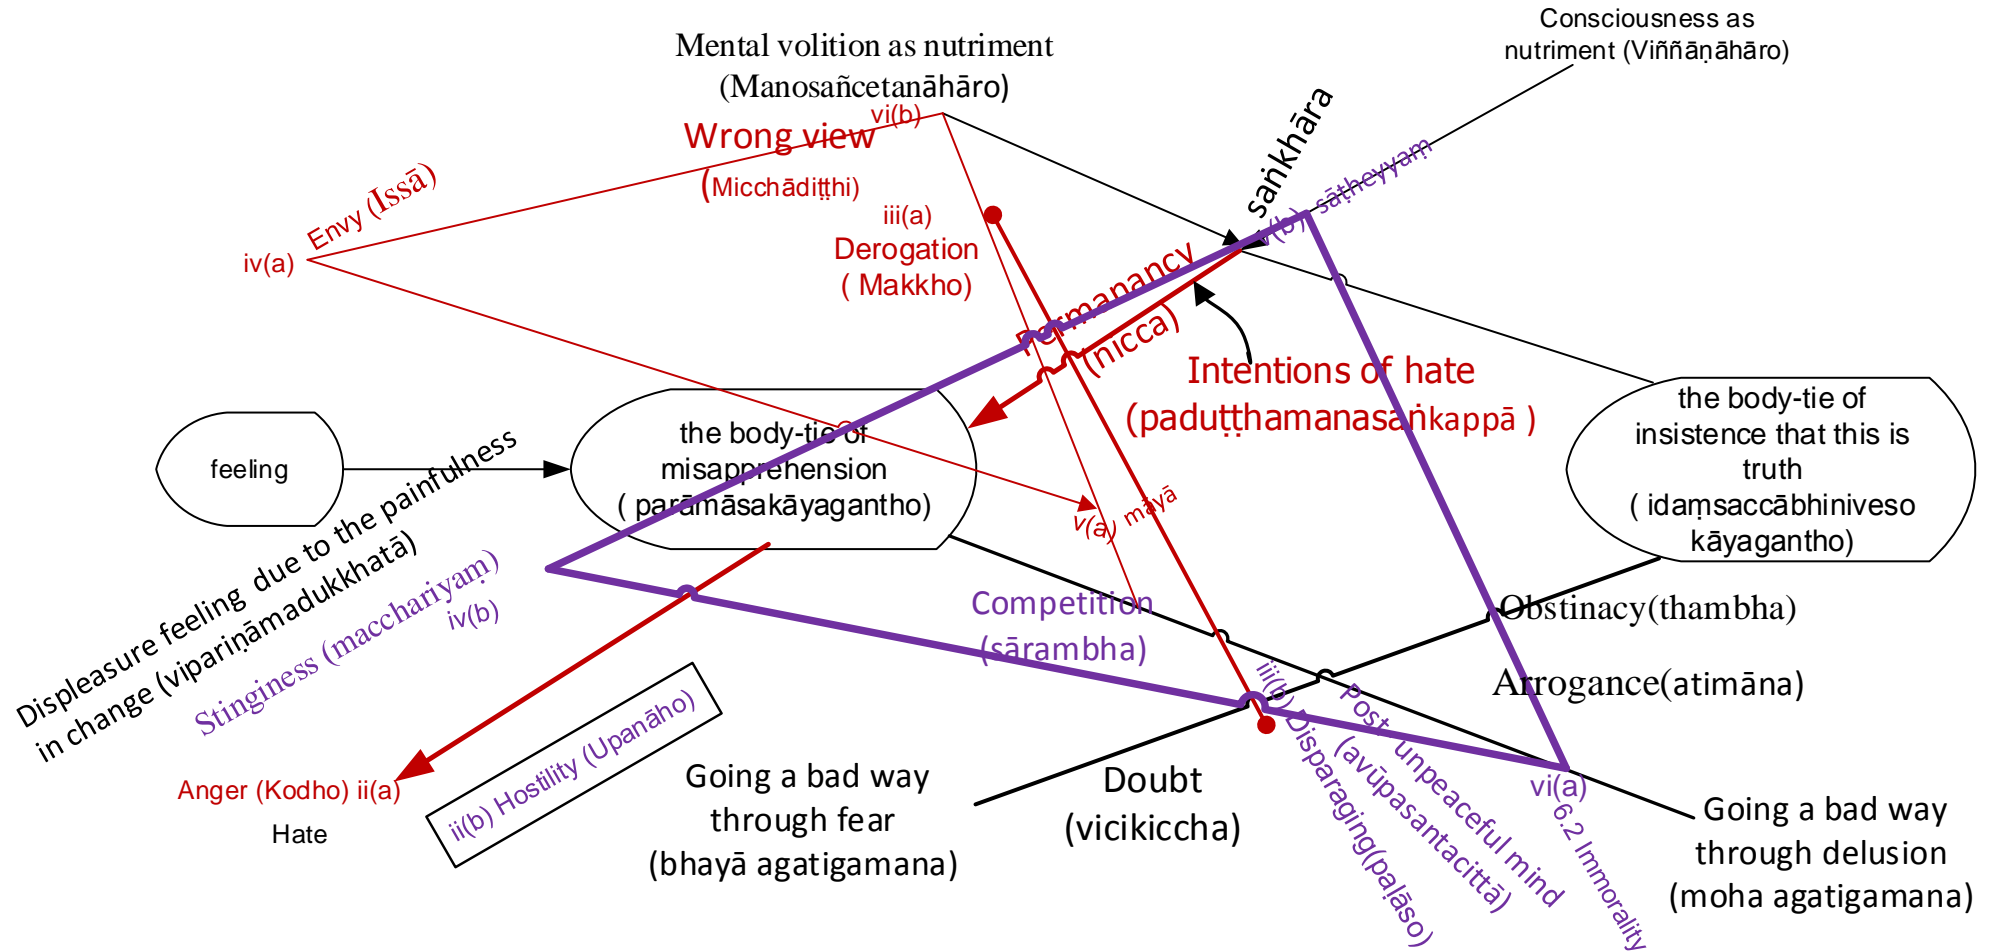 Consciousness as
nutriment (Viññāṇāhāro)
Mental volition as nutriment
(Manosañcetanāhāro)
vi(b)
Wrong view
(Micchādiṭṭhi)
saṅkhāra
v(b) sāṭheyyaṃ
Envy (Issā)
iv(a)
iii(a)
Derogation
( Makkho)
Permanancy
(nicca)
Intentions of hate
(paduṭṭhamanasaṅkappā )
feeling
the body-tie of
misapprehension
( parāmāsakāyagantho)
the body-tie of
insistence that this is
truth
( idaṃsaccābhiniveso
kāyagantho)
v(a) māyā
Displeasure feeling due to the painfulness
in change (vipariṇāmadukkhatā)
Stinginess (macchariyaṃ)
iv(b)
Competition
(sārambha)
Obstinacy(thambha)
Arrogance(atimāna)
Anger (Kodho) ii(a)
Hate
ii(b) Hostility (Upanāho)
Going a bad way
through fear
(bhayā agatigamana)
Doubt
(vicikiccha)
iii(b) Disparaging(paḷāso)
Post unpeaceful mind
(avūpasantacittā)
vi(a)
6.2 Immorality
Going a bad way
through delusion
(moha agatigamana)